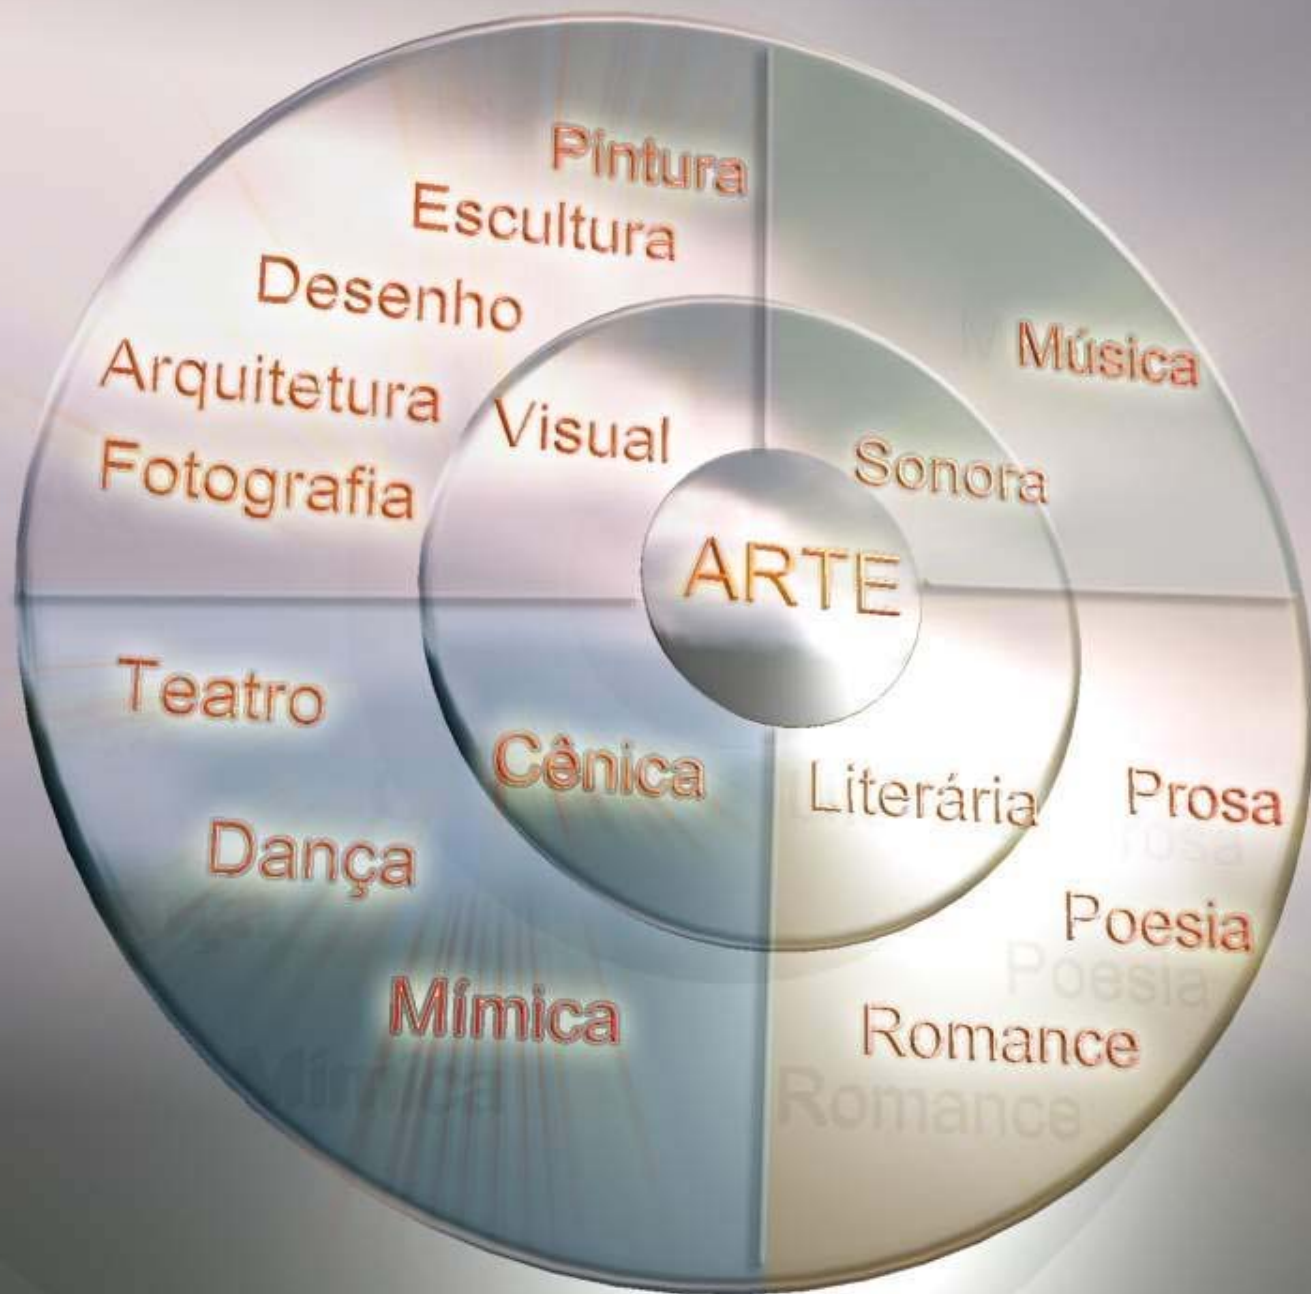 Pintura
Escultura
Desenho
Arquitetura
Fotografia
Visual
Música
Sonora
ARTE
Teatro
Dança
Mímica
Cênica
Literária
Prosa
Poesia
Romance